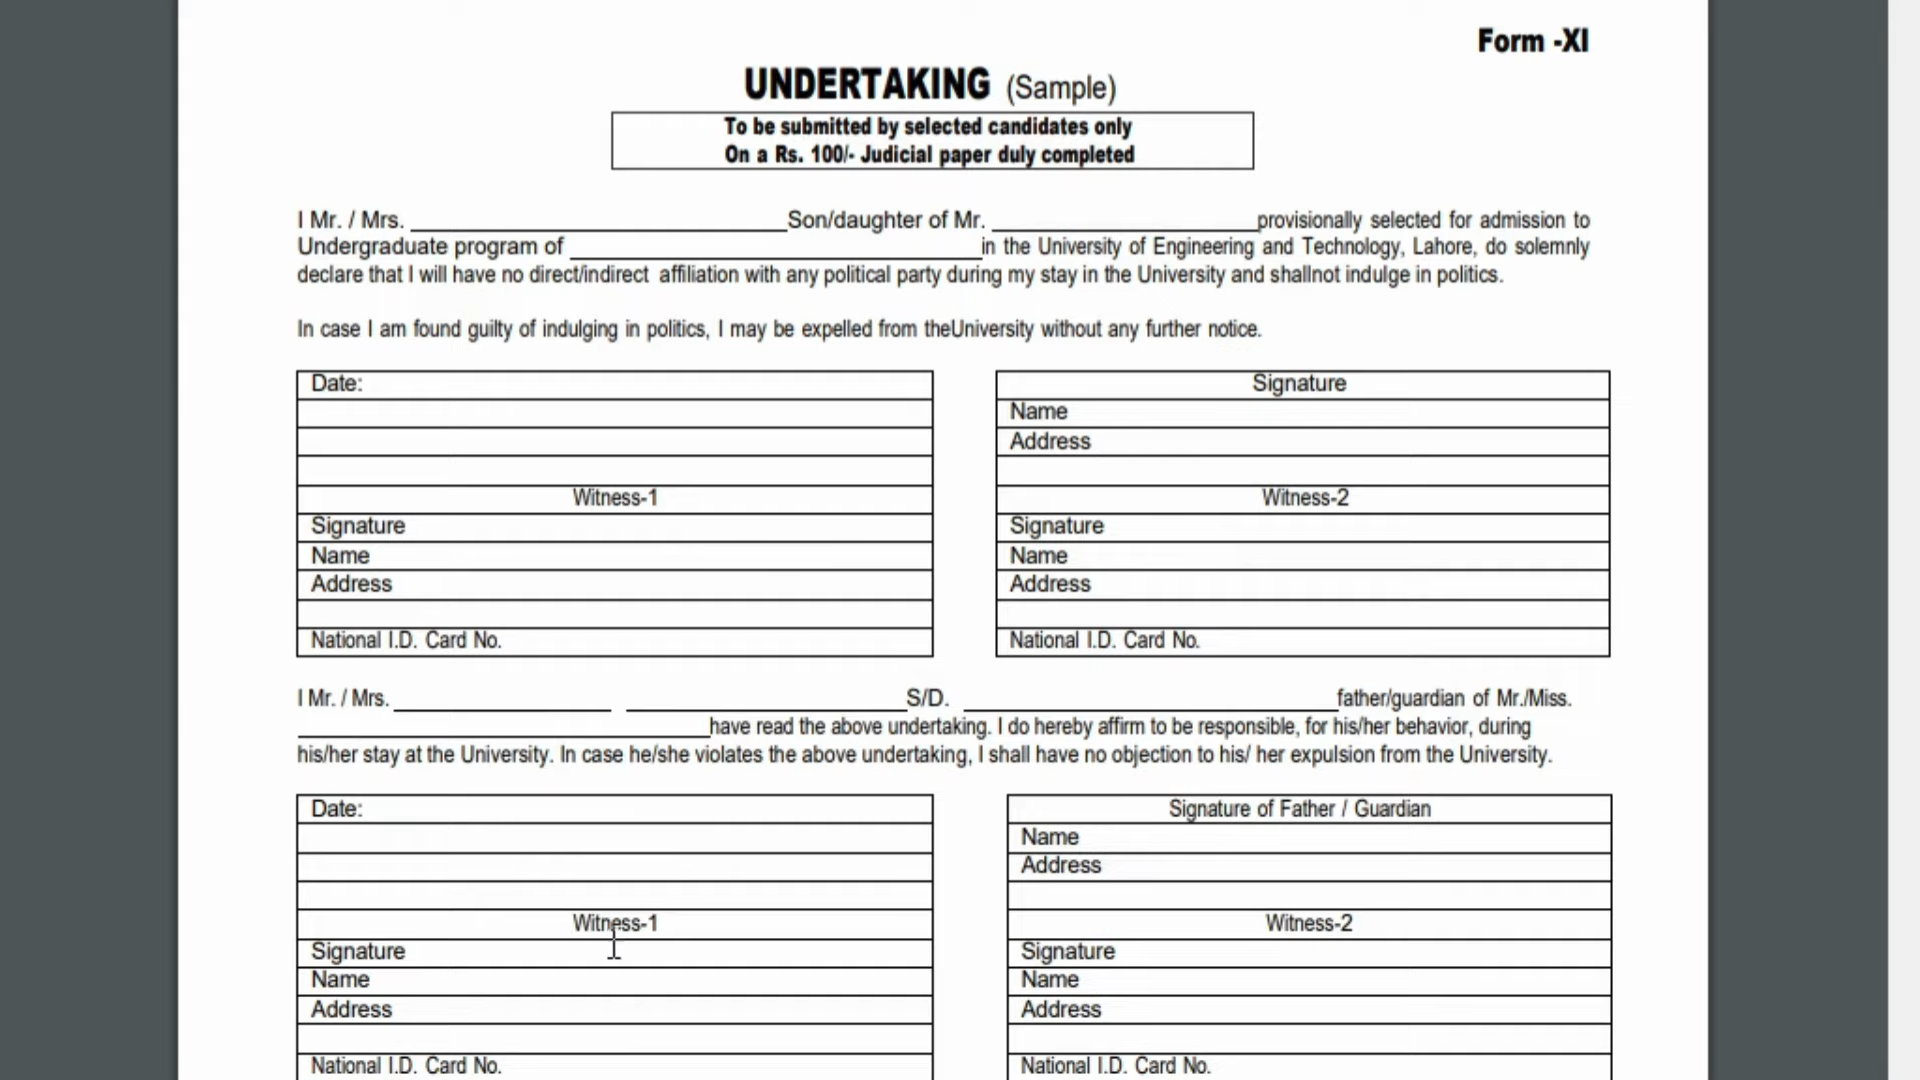 Form -XI
UNDERTAKING (Sample)
To be submitted by selected candidates only
On a Rs. 100/- Judicial paper duly completed
I Mr. / Mrs. ____________________________Son/daughter of Mr. ____________________provisionally selected for admission to
Undergraduate program of _______________________________in the University of Engineering and Technology, Lahore, do solemnly
declare that I will have no direct/indirect affiliation with any political party during my stay in the University and shallnot indulge in politics.
In case I am found guilty of indulging in politics, I may be expelled from theUniversity without any further notice.
Date:
Witness-1
Signature
Name
Address
National I.D. Card No.
Signature
Name
Address
Witness-2
Signature
Name
Address
National I.D. Card No.
I Mr. / Mrs. ________________ _____________________S/D. ____________________________father/guardian of Mr./Miss.
_______________________________have read the above undertaking. I do hereby affirm to be responsible, for his/her behavior, during
his/her stay at the University. In case he/she violates the above undertaking, I shall have no objection to his/ her expulsion from the University.
Date:
Witness-1
Signature
Name
Address
National I.D. Card No.
Signature of Father / Guardian
Name
Address
Witness-2
Signature
Name
Address
National I.D. Card No.